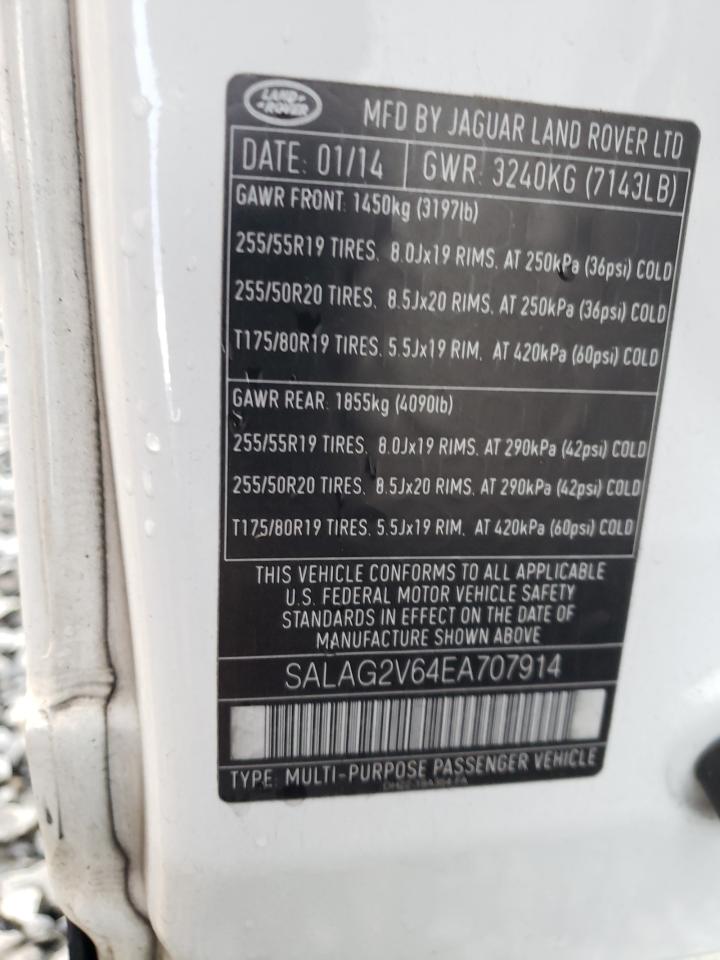 LAND ROVER
MFD BY JAGUAR LAND ROVER LTD
DATE: 01/14 GWR: 3240KG (7143LB)
GAWR FRONT: 1450kg (3197lb)
255/55R19 TIRES, 8.0Jx19 RIMS, AT 250kPa (36psi) COLD
255/50R20 TIRES, 8.5Jx20 RIMS, AT 250kPa (36psi) COLD
T175/80R19 TIRES, 5.5Jx19 RIM, AT 420kPa (60psi) COLD
GAWR REAR: 1855kg (4090lb)
255/55R19 TIRES, 8.0Jx19 RIMS, AT 290kPa (42psi) COLD
255/50R20 TIRES, 8.5Jx20 RIMS, AT 290kPa (42psi) COLD
T175/80R19 TIRES, 5.5Jx19 RIM, AT 420kPa (60psi) COLD
THIS VEHICLE CONFORMS TO ALL APPLICABLE
U.S. FEDERAL MOTOR VEHICLE SAFETY
STANDARDS IN EFFECT ON THE DATE OF
MANUFACTURE SHOWN ABOVE
SALAG2V64EA707914
TYPE: MULTI-PURPOSE PASSENGER VEHICLE